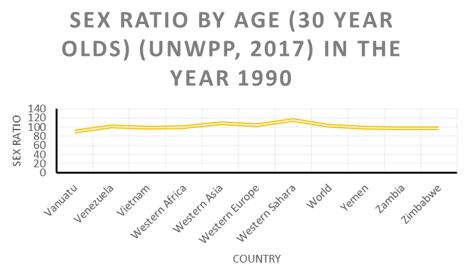 SEX RATIO BY AGE (30 YEAR
OLDS) (UNWPP, 2017) IN THE
YEAR 1990
SEX RATIO
140
120
100
80
60
40
20
0
Vanuatu
Venezuela
Vietnam
Western Africa
Western Asia
Western Europe
Western Sahara
World
Yemen
Zambia
Zimbabwe
COUNTRY